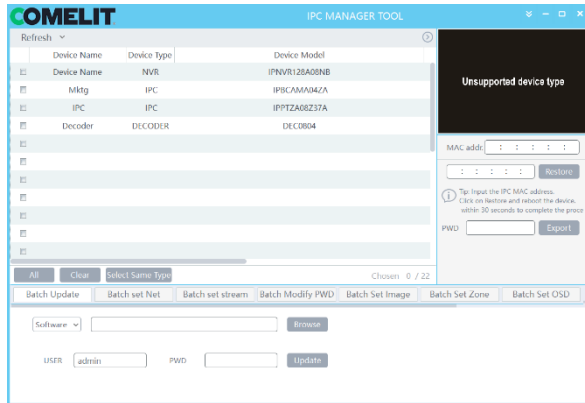 COMELIT
IPC MANAGER TOOL
Refresh
Device Name Device Type Device Model
Device Name NVR IPNVR128A08NB
Mktg IPC IPBCAMA04ZA
IPC IPC IPPTZA08Z37A
Decoder DECODER DEC0804
Unsupported device type
MAC addr: : : : : :
: : : : : Restore
Tip: Input the IPC MAC address.
Click on Restore and reboot the device,
within 30 seconds to complete the proce
PWD Export
All Clear Select Same Type Chosen 0 / 22
Batch Update Batch set Net Batch set stream Batch Modify PWD Batch Set Image Batch Set Zone Batch Set OSD
Software Browse
USER admin PWD Update